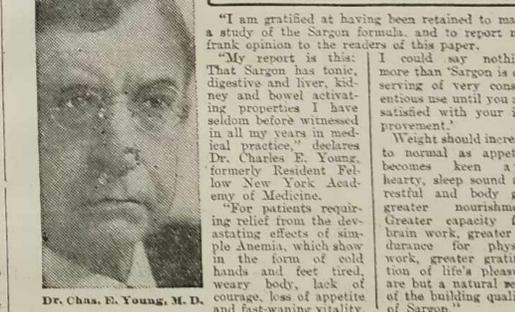 "I am gratified at having been retained to ma
a study of the Sargon formula, and to report m
frank opinion to the readers of this paper.
"My report is this:
That Sargon has tonic,
digestive and liver, kid-
ney and bowel activat-
ing properties I have
seldom before witnessed
in all my years in med-
ical practice," declares
Dr. Charles E. Young,
formerly Resident Fel-
low New York Acad-
emy of Medicine.
"For patients requir-
ing relief from the dev-
astating effects of sim-
ple Anemia, which show
in the form of cold
hands and feet tired,
weary body, lack of
courage, loss of appetite
and fast-waning vitality,
I could say nothi
more than 'Sargon is d
serving of very cons
entious use until you a
satisfied with your i
provement.'
Weight should incre
to normal as appet
becomes keen a
hearty, sleep sound a
restful and body g
greater nourishme
Greater capacity f
brain work, greater
durance for phys
work, greater gratif
tion of life's pleasu
are but a natural re
of the building quali
of Sargon."
Dr. Chas. E. Young, M. D.